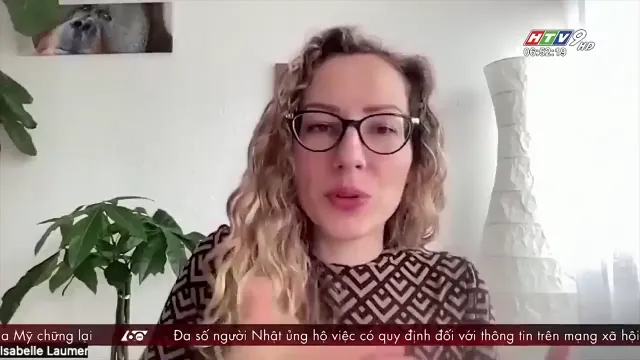 HTV9 HD
06:52:19
a Mỹ chững lại 60 Đa số người Nhật ủng hộ việc có quy định đối với thông tin trên mạng xã hội
Isabelle Laumer